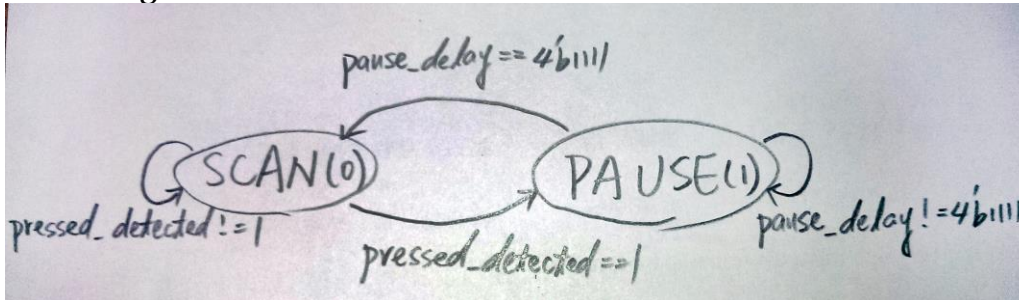 pause_delay == 4'b1111
SCAN(0)
PAUSE(1)
pressed_detected != 1
pause_delay != 4'b1111
pressed_detected == 1